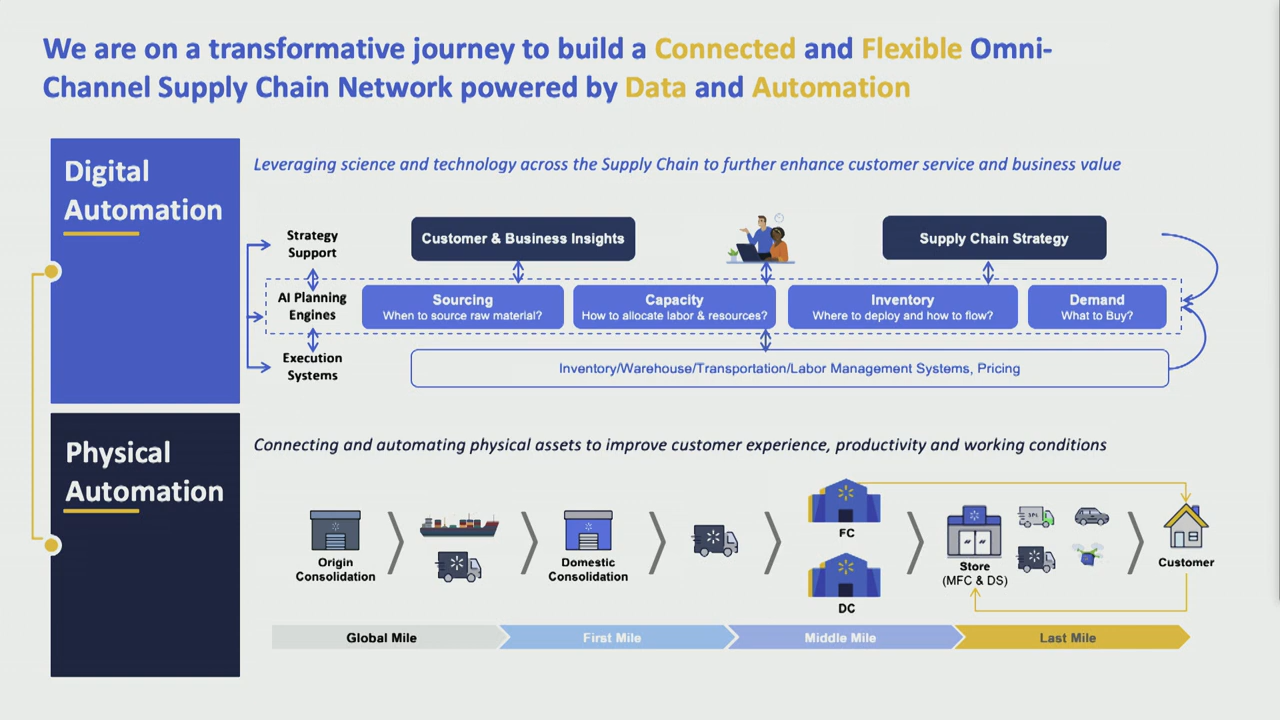 We are on a transformative journey to build a Connected and Flexible Omni-
Channel Supply Chain Network powered by Data and Automation
Digital
Automation
Leveraging science and technology across the Supply Chain to further enhance customer service and business value
Strategy
Support
Customer & Business Insights
Supply Chain Strategy
AI Planning
Engines
Sourcing
When to source raw material?
Capacity
How to allocate labor & resources?
Inventory
Where to deploy and how to flow?
Demand
What to Buy?
Execution
Systems
Inventory/Warehouse/Transportation/Labor Management Systems, Pricing
Physical
Automation
Connecting and automating physical assets to improve customer experience, productivity and working conditions
Origin
Consolidation
Domestic
Consolidation
FC
DC
Store
(MFC & DS)
3PL
Customer
Global Mile
First Mile
Middle Mile
Last Mile